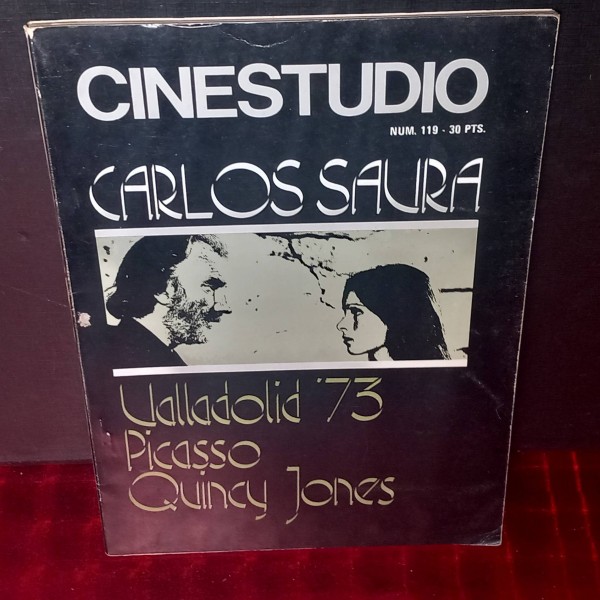 CINESTUDIO
NUM. 119 - 30 PTS.
CARLOS SAURA
Valladolid '73
Picasso
Quincy Jones